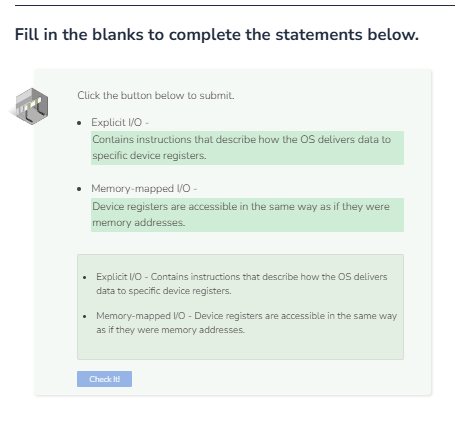 Fill in the blanks to complete the statements below.
Click the button below to submit.
• Explicit I/O -
Contains instructions that describe how the OS delivers data to
specific device registers.
• Memory-mapped I/O -
Device registers are accessible in the same way as if they were
memory addresses.
• Explicit I/O - Contains instructions that describe how the OS delivers
data to specific device registers.
• Memory-mapped I/O - Device registers are accessible in the same way
as if they were memory addresses.
Check It!